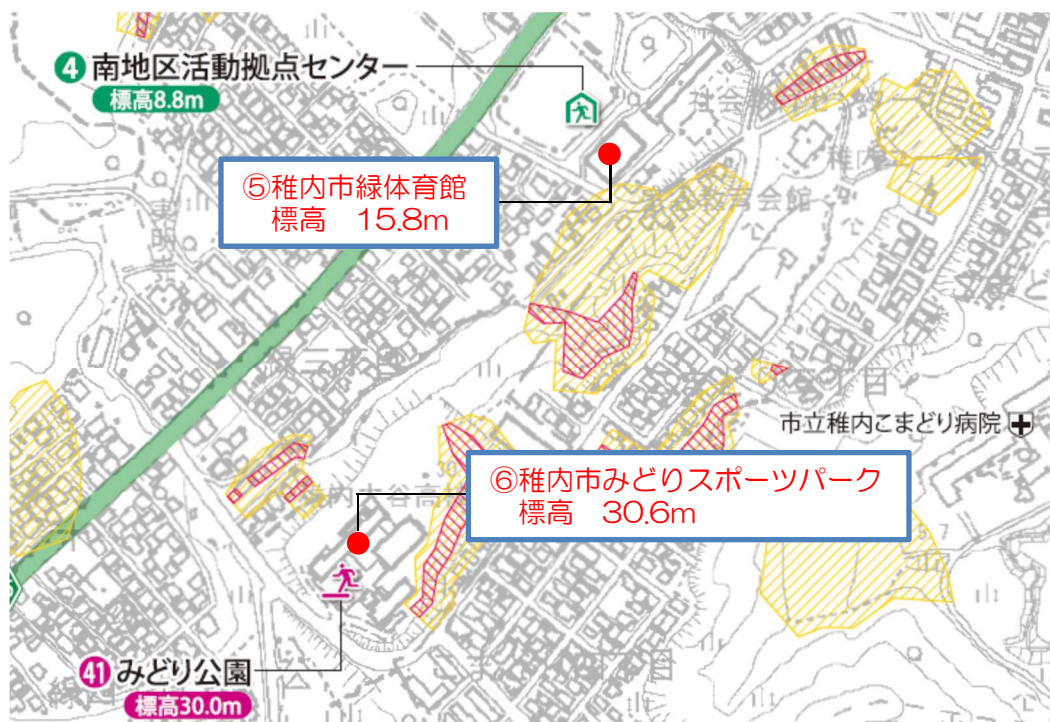 4 南地区活動拠点センター
標高8.8m
⑤稚内市緑体育館
標高 15.8m
市立稚内こまどり病院
⑥稚内市みどりスポーツパーク
標高 30.6m
41 みどり公園
標高30.0m